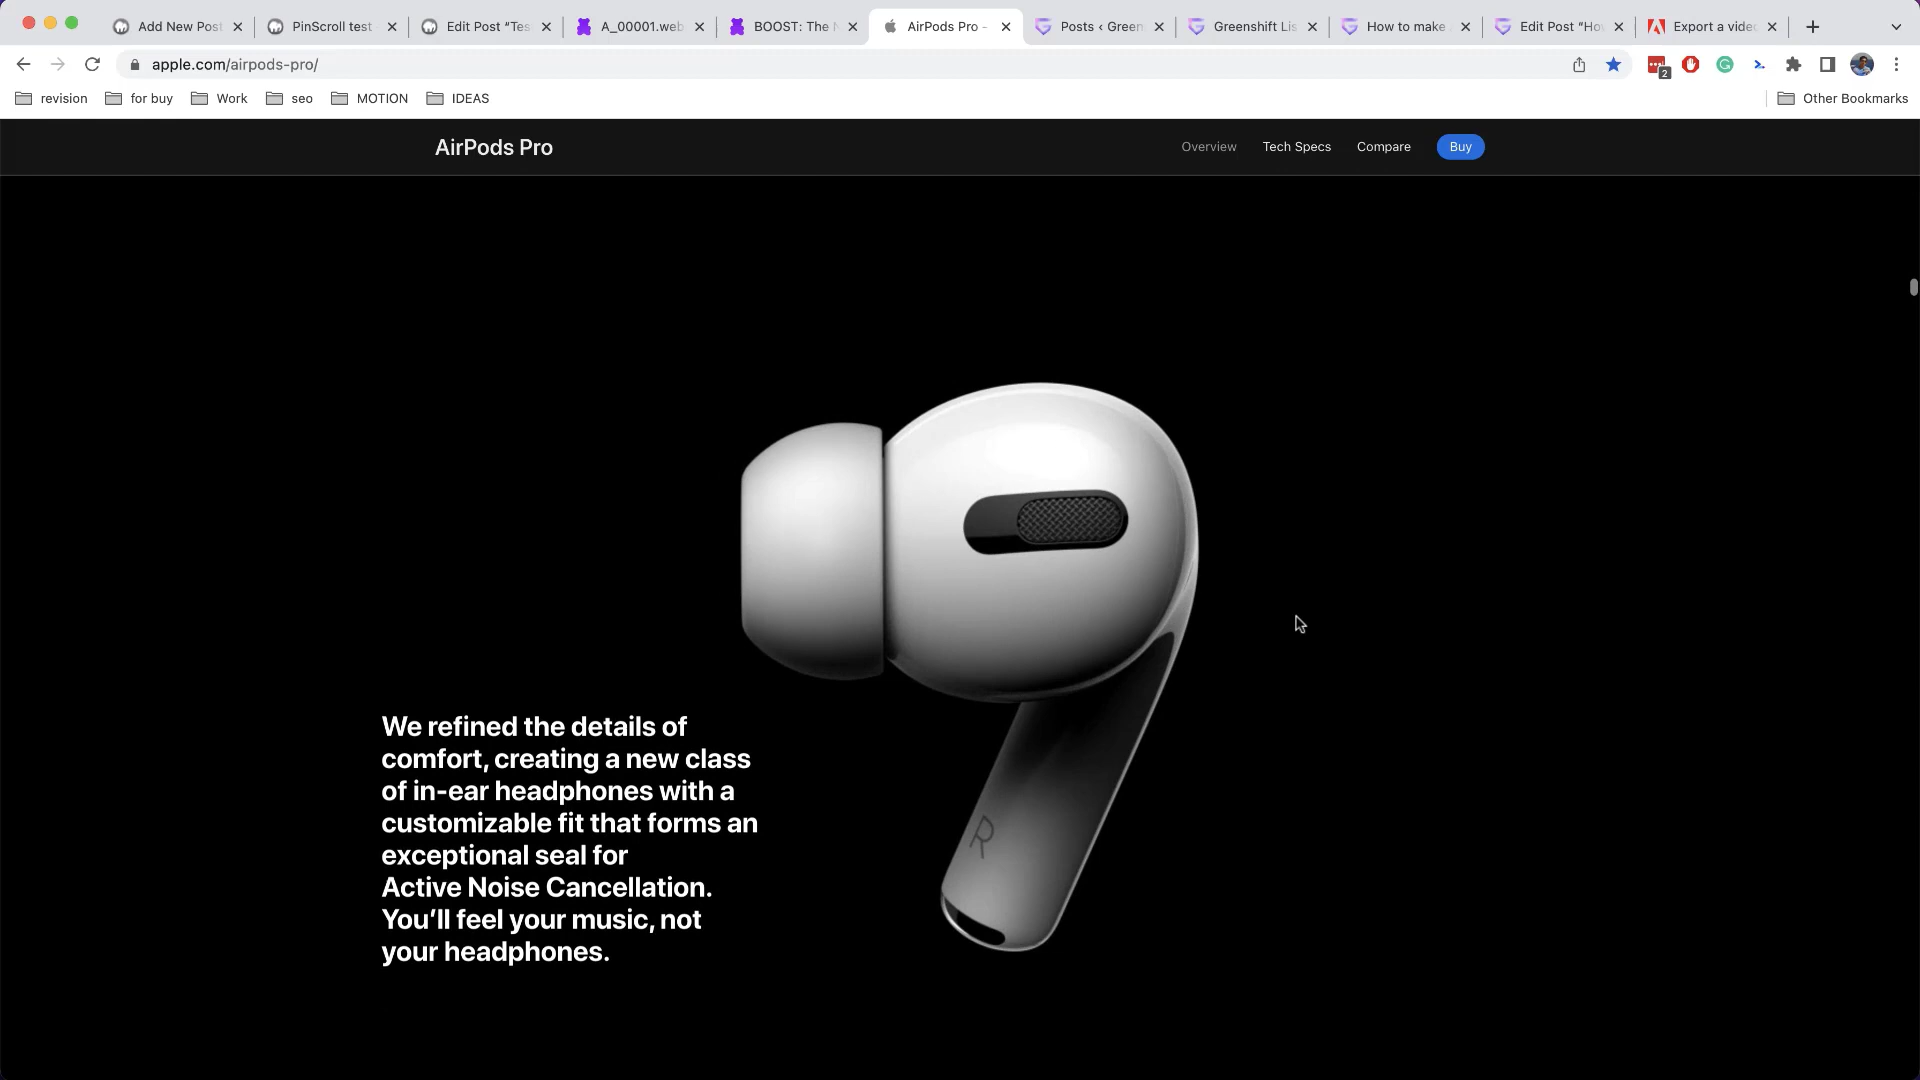 Add New Post
PinScroll test
Edit Post “Tes
A_00001.web
BOOST: The N
AirPods Pro -
Posts ‹ Green
Greenshift Lis
How to make
Edit Post “Ho
Export a video
apple.com/airpods-pro/
2
revision
for buy
Work
seo
MOTION
IDEAS
Other Bookmarks
AirPods Pro
Overview
Tech Specs
Compare
Buy
We refined the details of
comfort, creating a new class
of in-ear headphones with a
customizable fit that forms an
exceptional seal for
Active Noise Cancellation.
You’ll feel your music, not
your headphones.
R